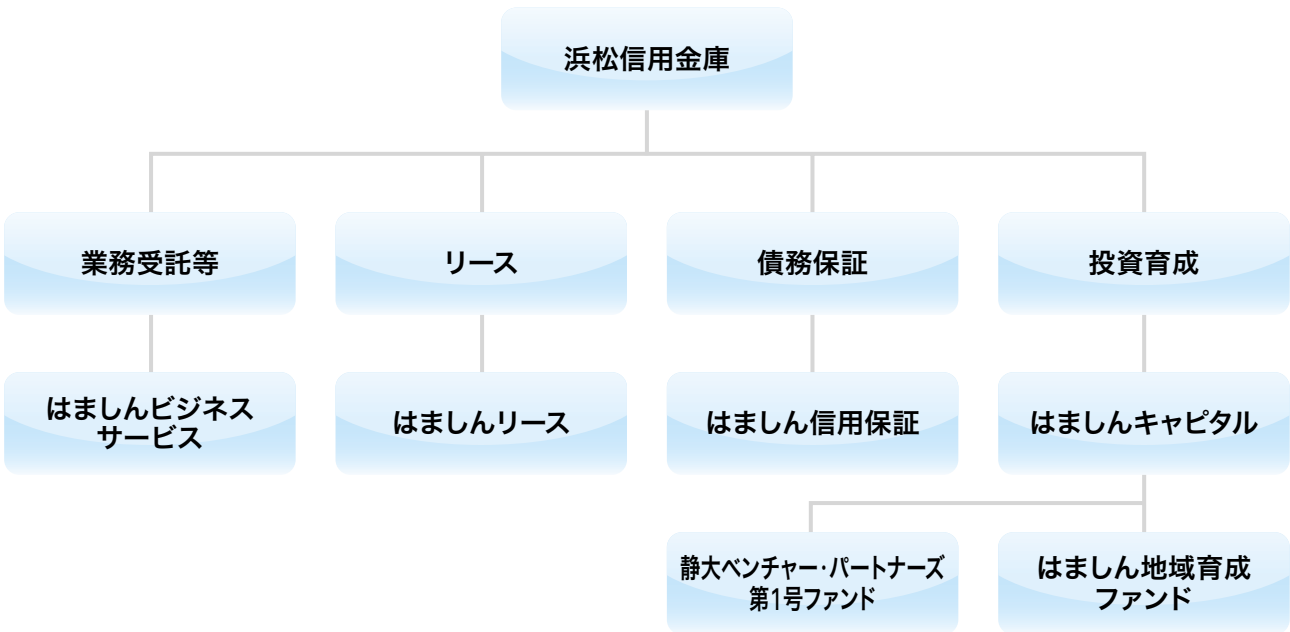 浜松信用金庫
業務受託等
リース
債務保証
投資育成
はましんビジネス
サービス
はましんリース
はましん信用保証
はましんキャピタル
静大ベンチャー・パートナーズ
第1号ファンド
はましん地域育成
ファンド